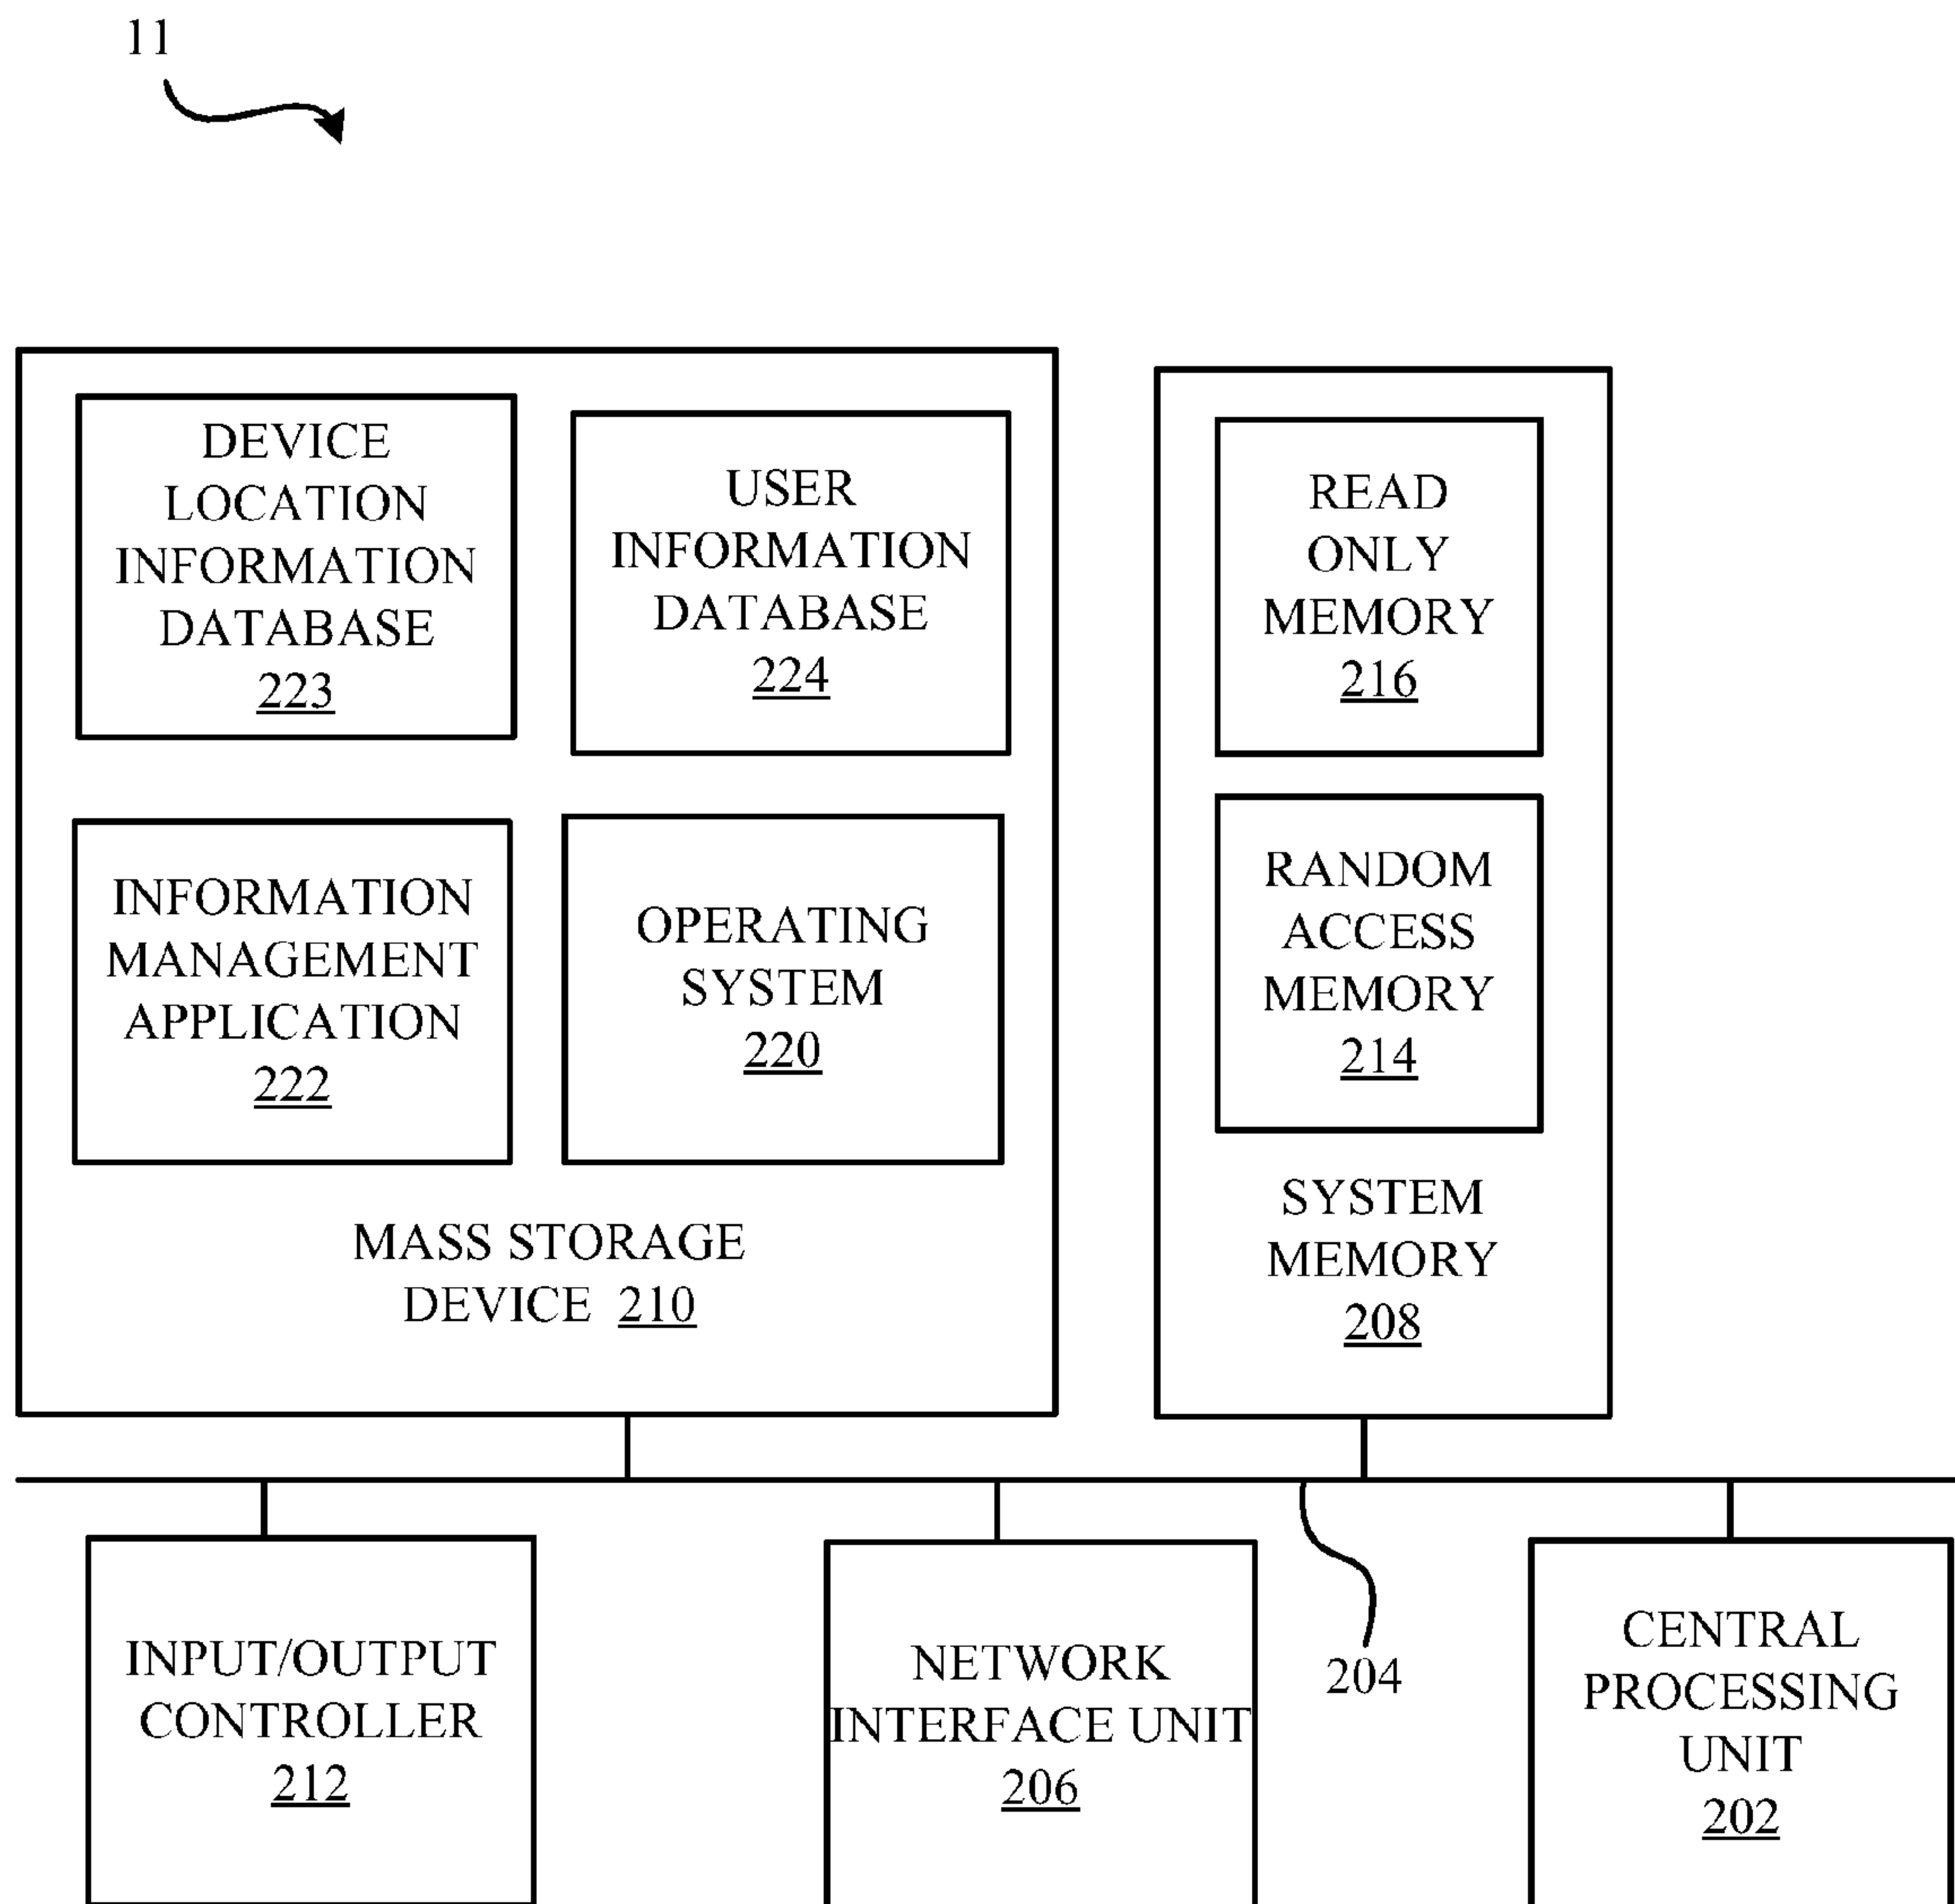 11
DEVICE
LOCATION
INFORMATION
DATABASE
223
USER
INFORMATION
DATABASE
224
INFORMATION
MANAGEMENT
APPLICATION
222
OPERATING
SYSTEM
220
MASS STORAGE
DEVICE 210
READ
ONLY
MEMORY
216
RANDOM
ACCESS
MEMORY
214
SYSTEM
MEMORY
208
INPUT/OUTPUT
CONTROLLER
212
NETWORK
INTERFACE UNIT
206
204
CENTRAL
PROCESSING
UNIT
202